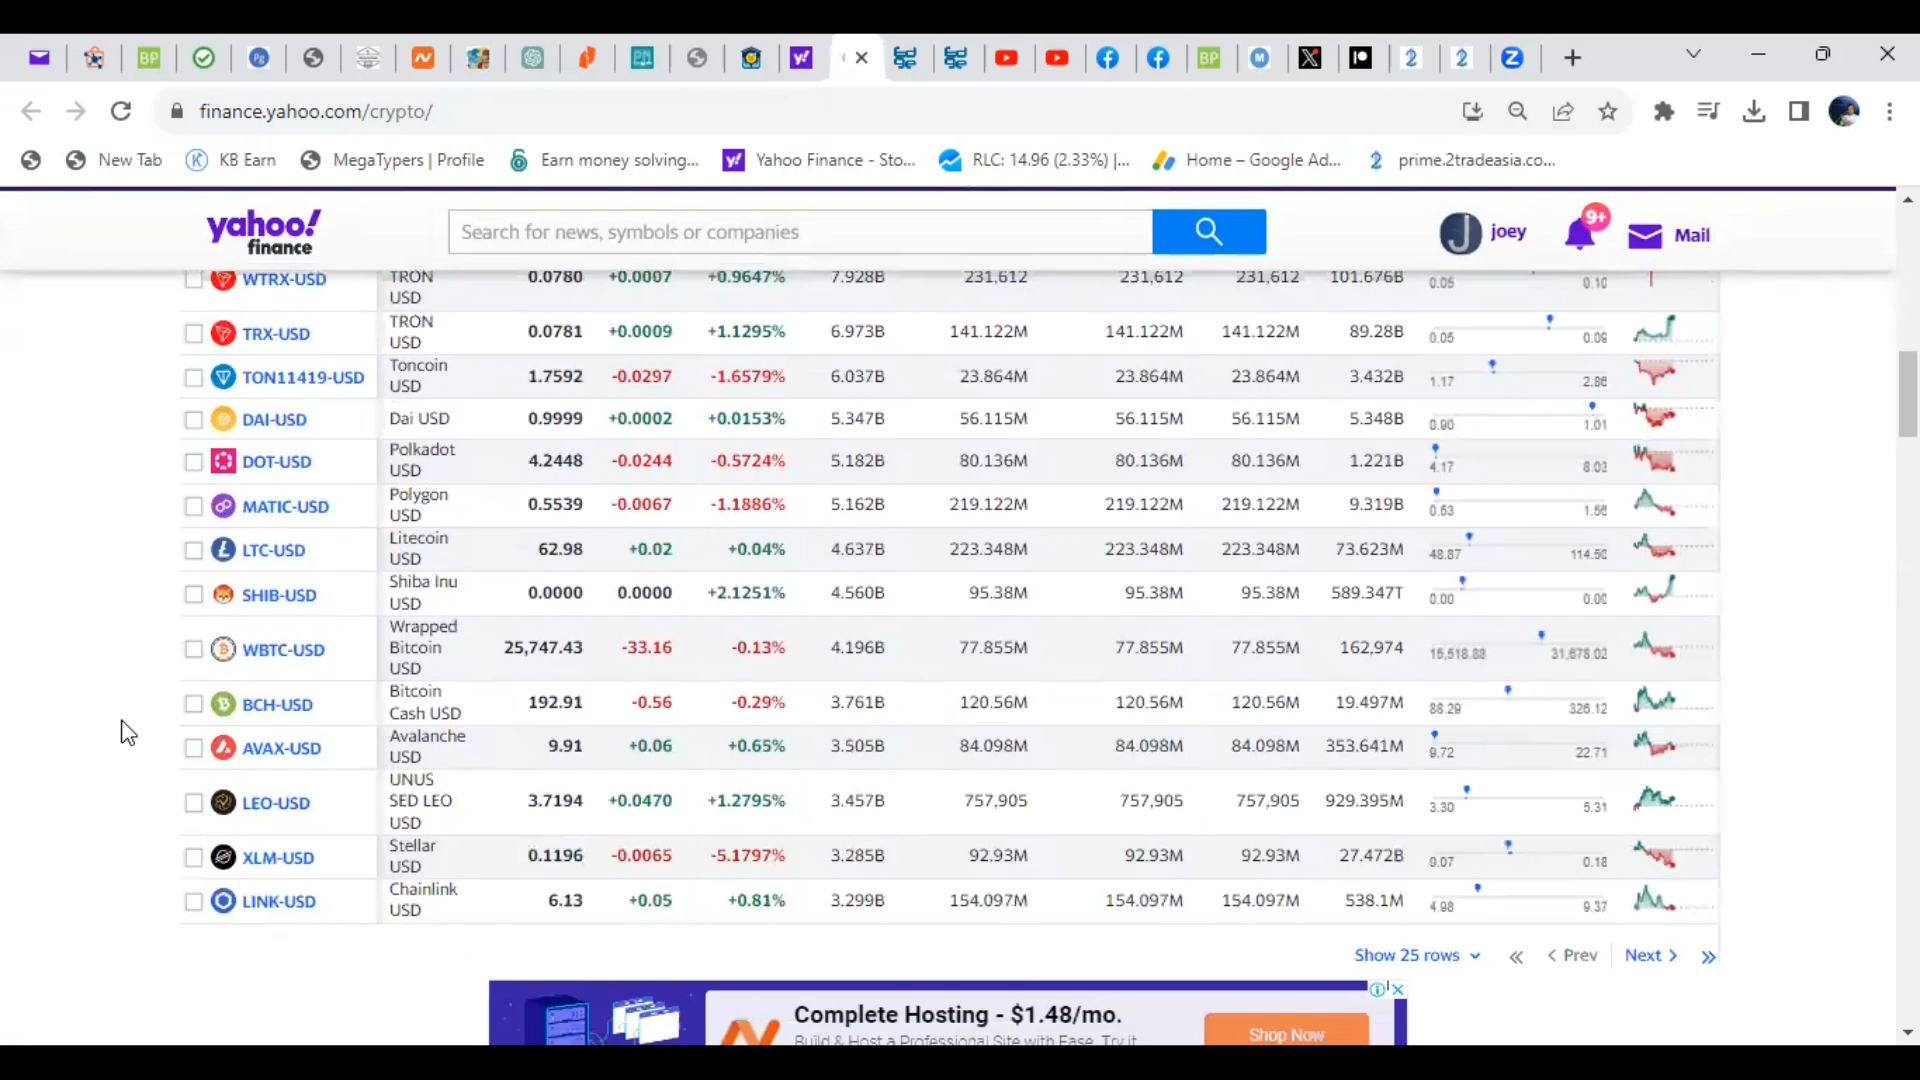 finance.yahoo.com/crypto/
New Tab KB Earn MegaTypers | Profile Earn money solving... Yahoo Finance - Sto... RLC: 14.96 (2.33%) |... Home – Google Ad... prime.2tradeasia.co...
yahoo!
finance
Search for news, symbols or companies
joey
9+
Mail
WTRX-USD TRON USD 0.0780 +0.0007 +0.9647% 7.928B 231,612 231,612 231,612 101.676B 0.05 0.10
TRX-USD TRON USD 0.0781 +0.0009 +1.1295% 6.973B 141.122M 141.122M 141.122M 89.28B 0.05 0.09
TON11419-USD Toncoin USD 1.7592 -0.0297 -1.6579% 6.037B 23.864M 23.864M 23.864M 3.432B 1.17 2.86
DAI-USD Dai USD 0.9999 +0.0002 +0.0153% 5.347B 56.115M 56.115M 56.115M 5.348B 0.90 1.01
DOT-USD Polkadot USD 4.2448 -0.0244 -0.5724% 5.182B 80.136M 80.136M 80.136M 1.221B 4.17 8.03
MATIC-USD Polygon USD 0.5539 -0.0067 -1.1886% 5.162B 219.122M 219.122M 219.122M 9.319B 0.53 1.56
LTC-USD Litecoin USD 62.98 +0.02 +0.04% 4.637B 223.348M 223.348M 223.348M 73.623M 48.87 114.50
SHIB-USD Shiba Inu USD 0.0000 0.0000 +2.1251% 4.560B 95.38M 95.38M 95.38M 589.347T 0.00 0.00
WBTC-USD Wrapped Bitcoin USD 25,747.43 -33.16 -0.13% 4.196B 77.855M 77.855M 77.855M 162,974 15,518.88 31,678.02
BCH-USD Bitcoin Cash USD 192.91 -0.56 -0.29% 3.761B 120.56M 120.56M 120.56M 19.497M 88.29 326.12
AVAX-USD Avalanche USD 9.91 +0.06 +0.65% 3.505B 84.098M 84.098M 84.098M 353.641M 9.72 22.71
LEO-USD UNUS SED LEO USD 3.7194 +0.0470 +1.2795% 3.457B 757,905 757,905 757,905 929.395M 3.30 5.31
XLM-USD Stellar USD 0.1196 -0.0065 -5.1797% 3.285B 92.93M 92.93M 92.93M 27.472B 0.07 0.18
LINK-USD Chainlink USD 6.13 +0.05 +0.81% 3.299B 154.097M 154.097M 154.097M 538.1M 4.98 9.37
Show 25 rows Prev Next
Complete Hosting - $1.48/mo.
Build & Host a Professional Site with Ease. Try it
Shop Now